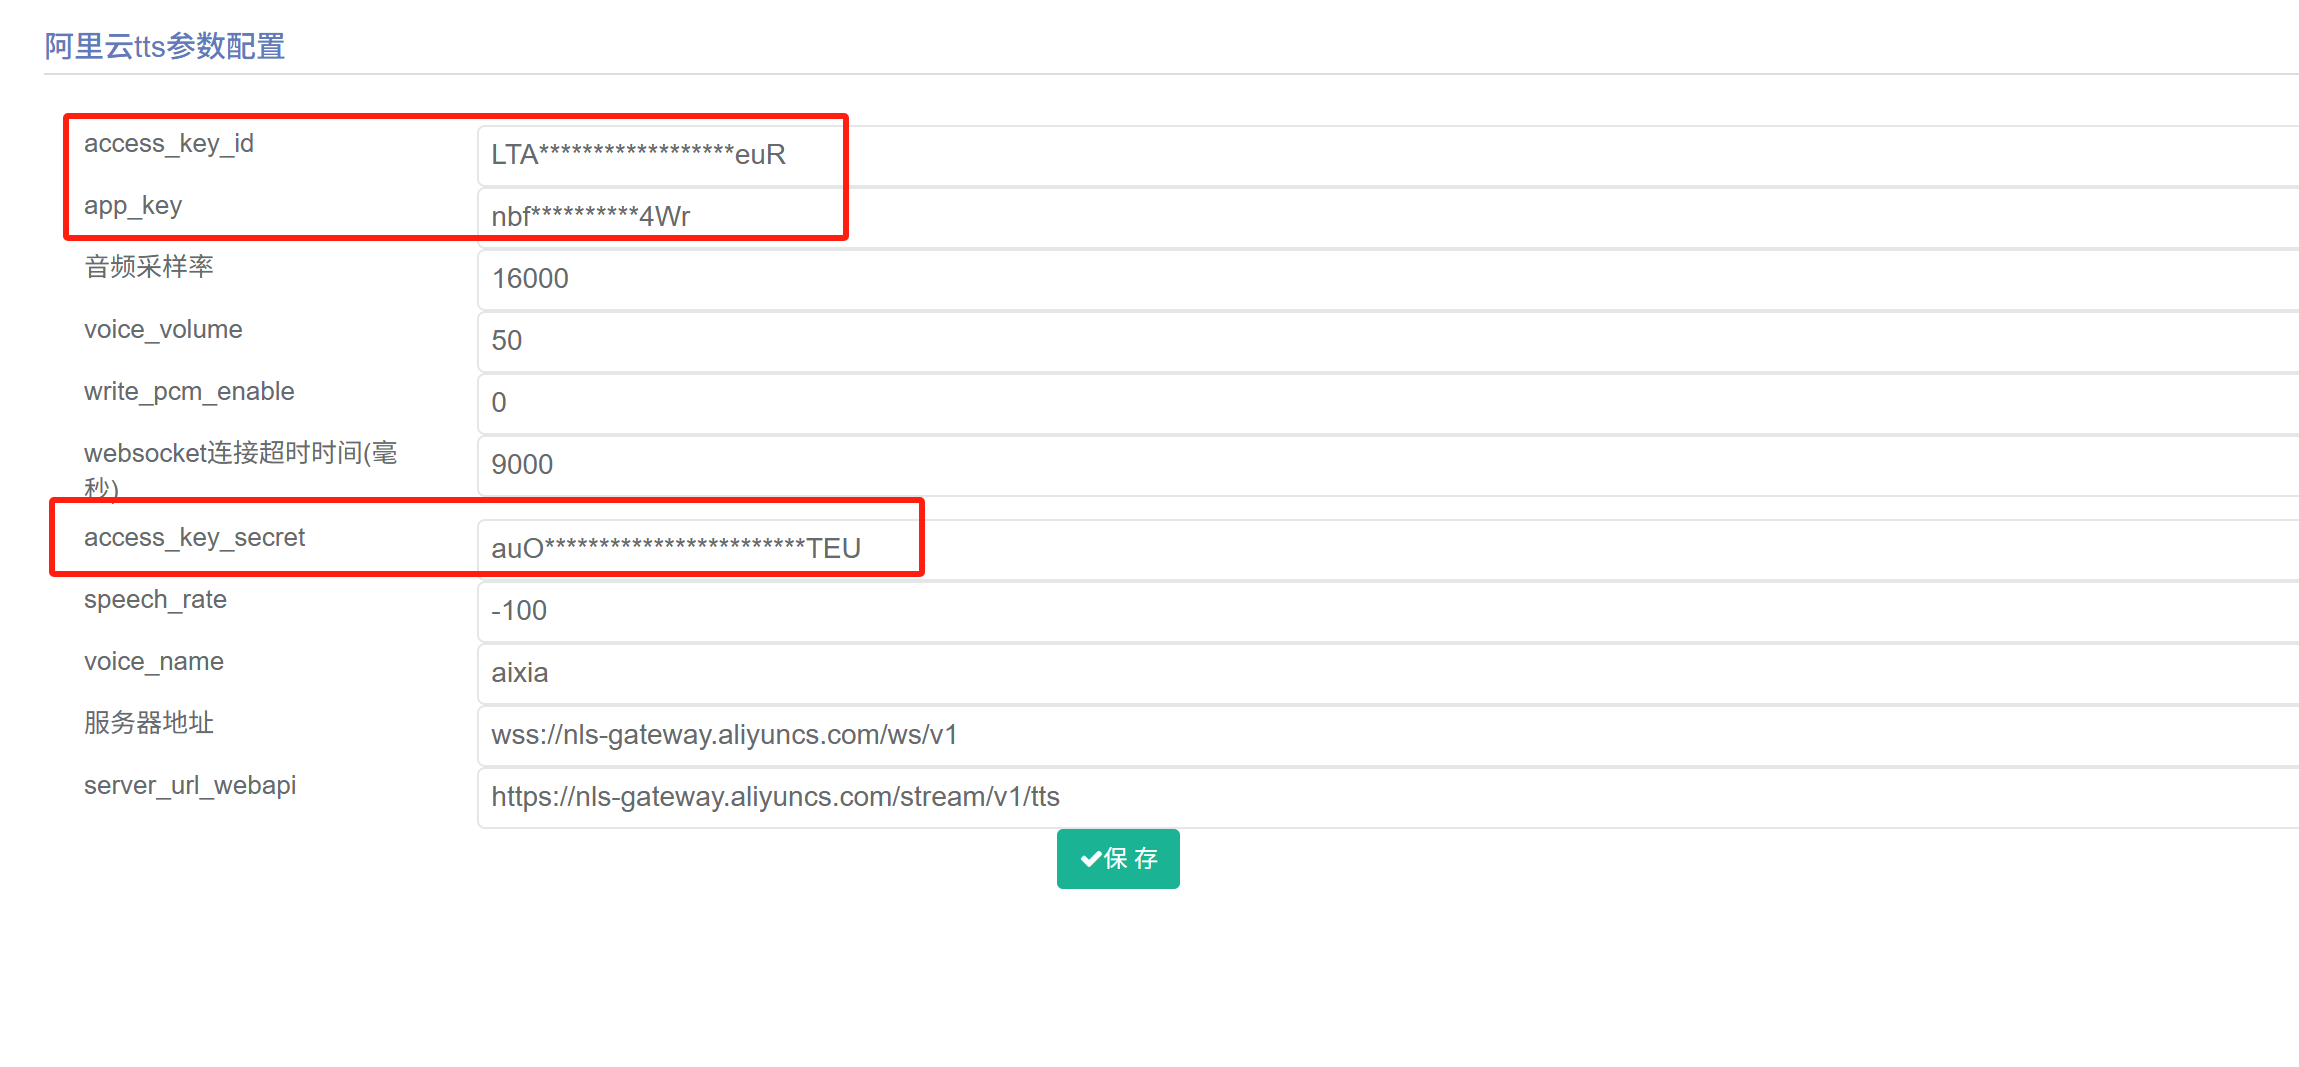 阿里云tts参数配置
access_key_id
LTA******************euR
app_key
nbf**********4Wr
音频采样率
16000
voice_volume
50
write_pcm_enable
0
websocket连接超时时间(毫
秒)
9000
access_key_secret
auO************************TEU
speech_rate
-100
voice_name
aixia
服务器地址
wss://nls-gateway.aliyuncs.com/ws/v1
server_url_webapi
https://nls-gateway.aliyuncs.com/stream/v1/tts
保 存